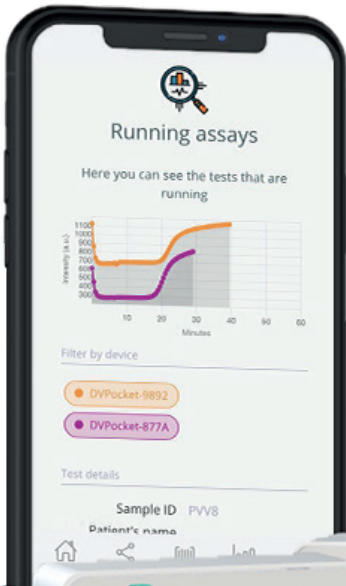 Running assays
Here you can see the tests that are
running
1100
1000
900
800
700
600
500
400
300
Intensity (a.u.)
10 20 30 40 50 60
Minutes
Filter by device
DVPocket-9892
DVPocket-877A
Test details
Sample ID PVV8
Patient's name